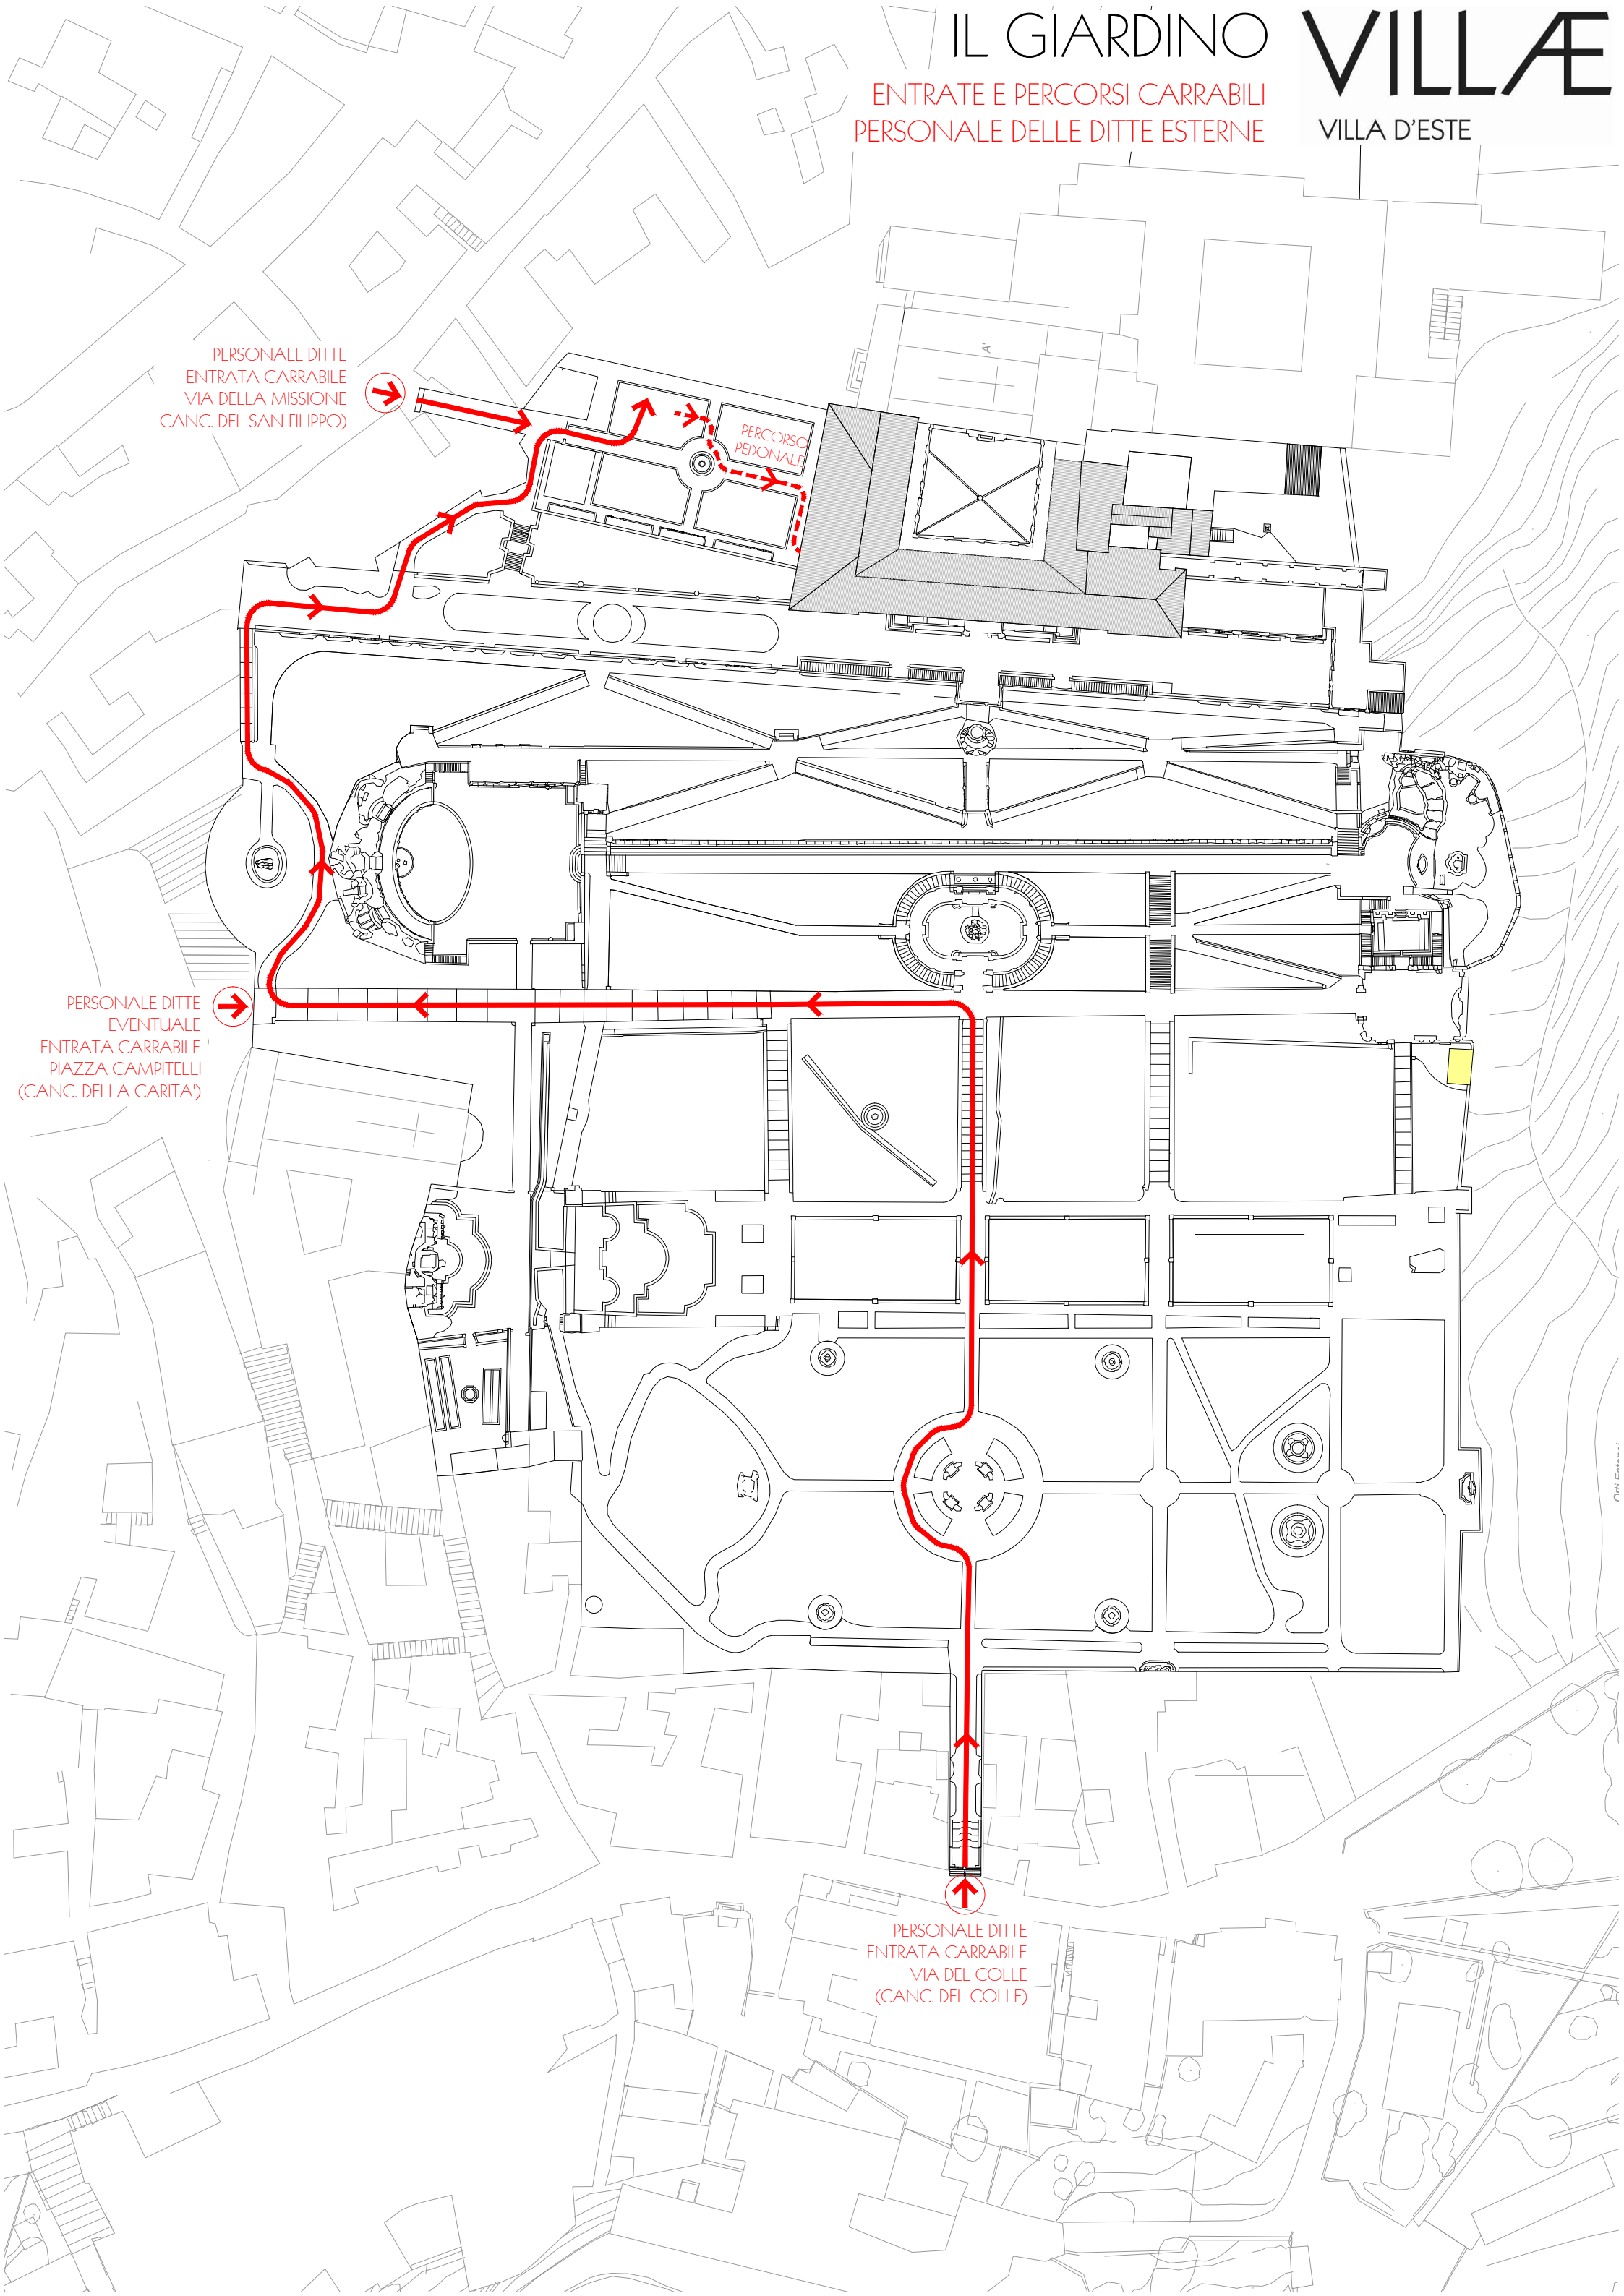 IL GIARDINO
ENTRATE E PERCORSI CARRABILI
PERSONALE DELLE DITTE ESTERNE
VILLÆ
VILLA D'ESTE
A'
PERSONALE DITTE
ENTRATA CARRABILE
VIA DELLA MISSIONE
(CANC. DEL SAN FILIPPO)
PERCORSO
PEDONALE
PERSONALE DITTE
EVENTUALE
ENTRATA CARRABILE
PIAZZA CAMPITELLI
(CANC. DELLA CARITA')
PERSONALE DITTE
ENTRATA CARRABILE
VIA DEL COLLE
(CANC. DEL COLLE)